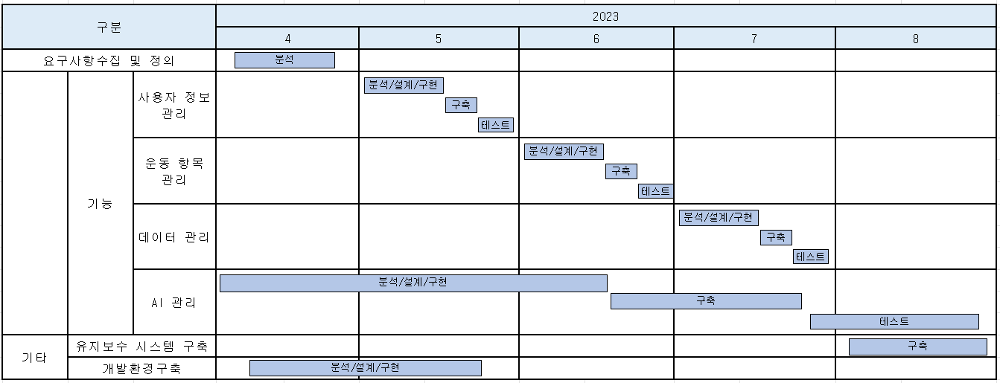 구분
2023
4 5 6 7 8
요구사항수집 및 정의
분석
기능
사용자 정보
관리
분석/설계/구현
구축
테스트
운동 항목
관리
분석/설계/구현
구축
테스트
데이터 관리
분석/설계/구현
구축
테스트
AI 관리
분석/설계/구현
구축
테스트
기타
유지보수 시스템 구축
구축
개발환경구축
분석/설계/구현